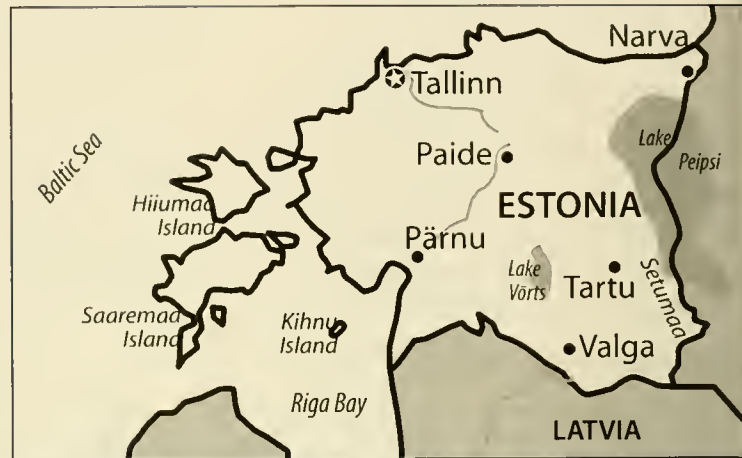 Narva
Tallinn
Lake
Peipsi
Baltic Sea
Paide
Hiiumaa
Island
ESTONIA
Pärnu
Lake
Võrts
Tartu
Setumaa
Saaremaa
Island
Kihnu
Island
Valga
Riga Bay
LATVIA